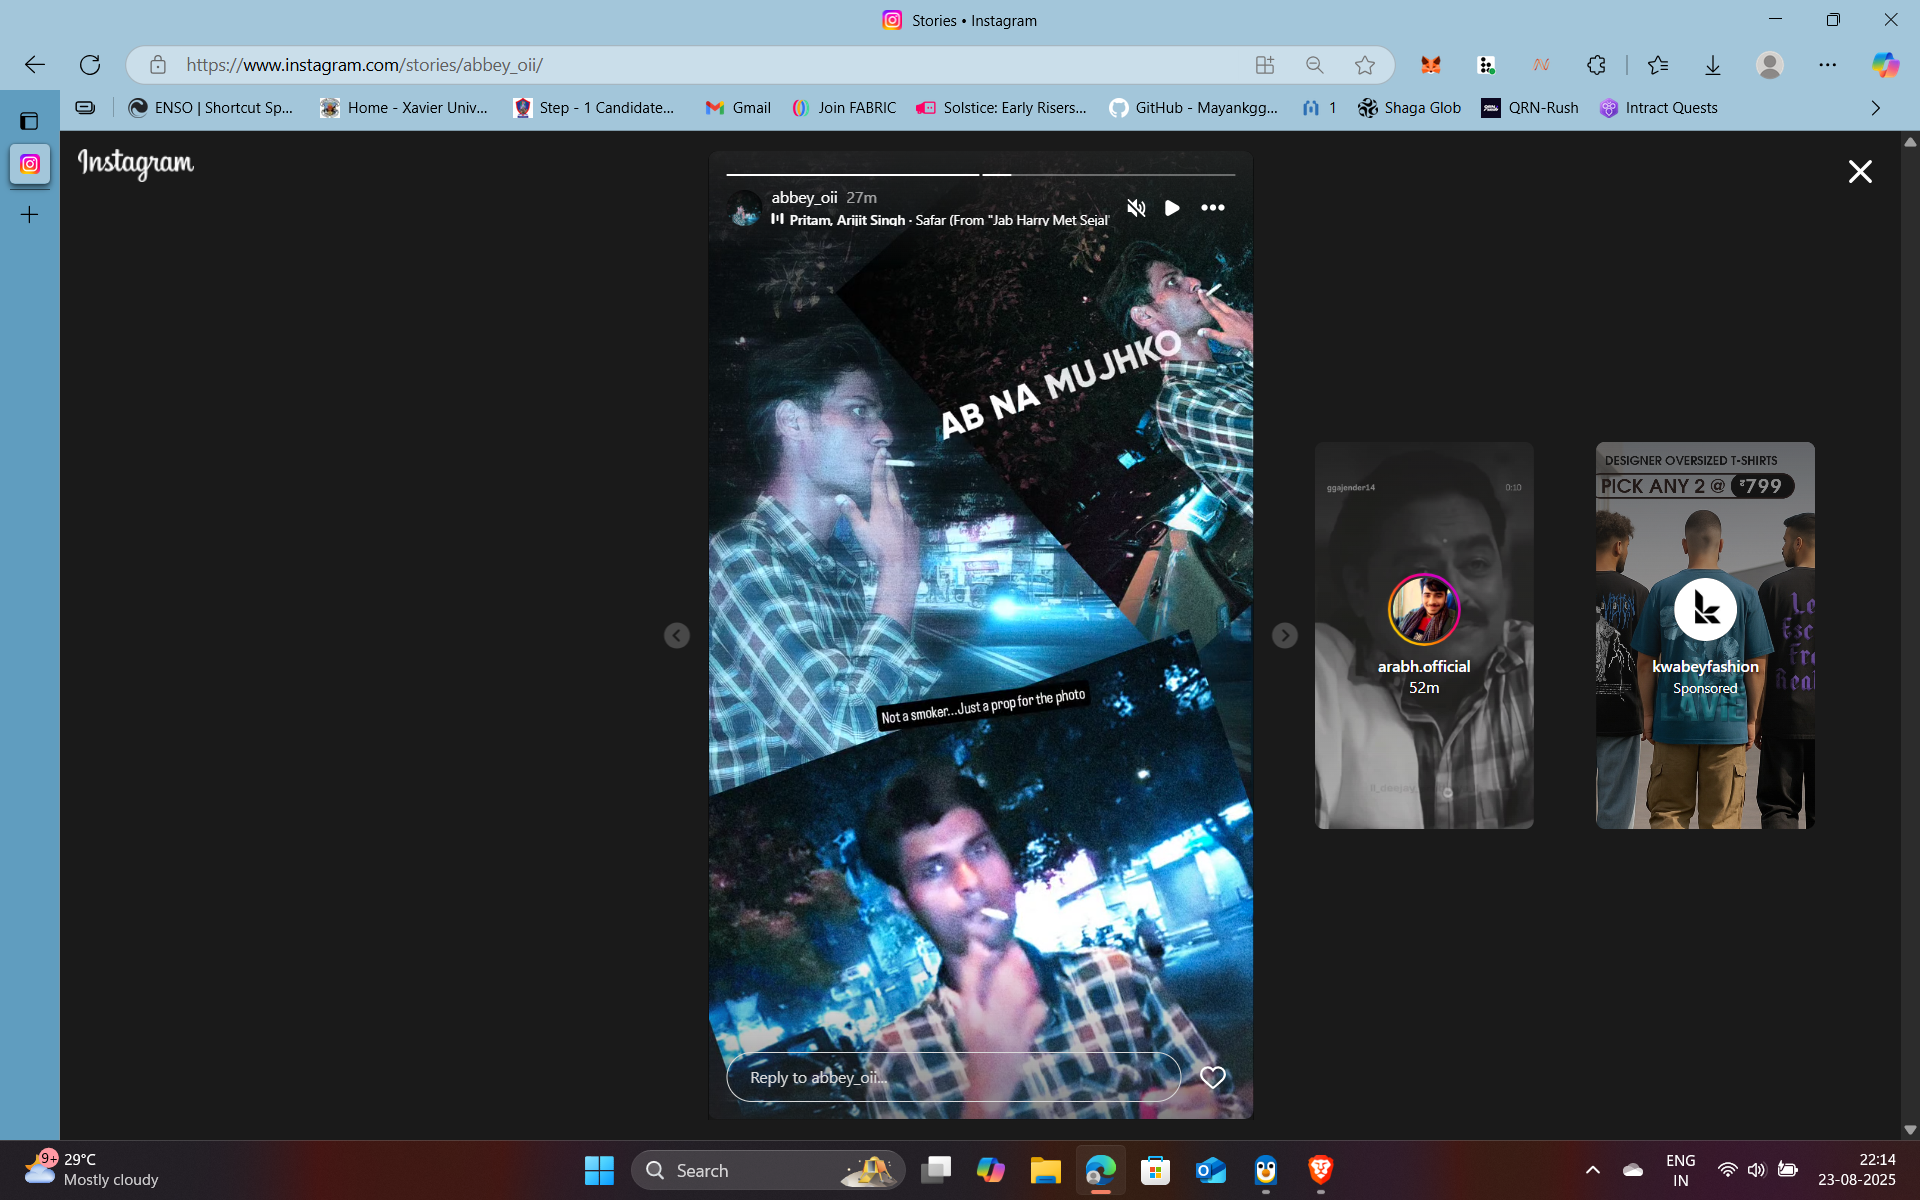 Stories • Instagram
https://www.instagram.com/stories/abbey_oii/
ENSO | Shortcut Sp...
Home - Xavier Univ...
Step - 1 Candidate...
Gmail
Join FABRIC
Solstice: Early Risers...
GitHub - Mayankgg...
1
Shaga Glob
QRN-Rush
Intract Quests
Instagram
abbey_oii 27m
Pritam, Arijit Singh · Safar (From "Jab Harry Met Sejal"
AB NA MUJHKO
Not a smoker...Just a prop for the photo
Reply to abbey_oii...
ggajender14
0:10
arabh.official
52m
DESIGNER OVERSIZED T-SHIRTS
PICK ANY 2 @ ₹799
kwabeyfashion
Sponsored
9+
29°C
Mostly cloudy
Search
ENG
IN
22:14
23-08-2025